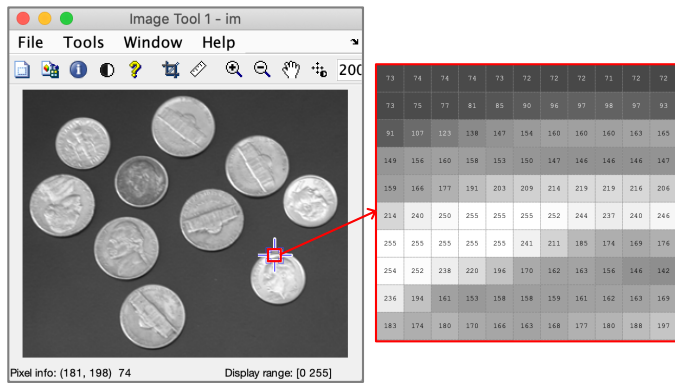 Image Tool 1 - im
File Tools Window Help
200
73 74 74 74 73 72 72 72 71 72 72
73 75 77 81 85 90 96 97 98 97 93
91 107 123 138 147 154 160 160 160 163 165
149 156 160 158 153 150 147 146 146 146 147
159 166 177 191 203 209 214 219 219 216 206
214 240 250 255 255 255 252 244 237 240 246
255 255 255 255 255 241 211 185 174 169 176
254 252 238 220 196 170 162 163 156 146 142
236 194 161 153 158 158 159 161 162 163 169
183 174 180 170 166 163 168 177 180 188 197
Pixel info: (181, 198) 74
Display range: [0 255]